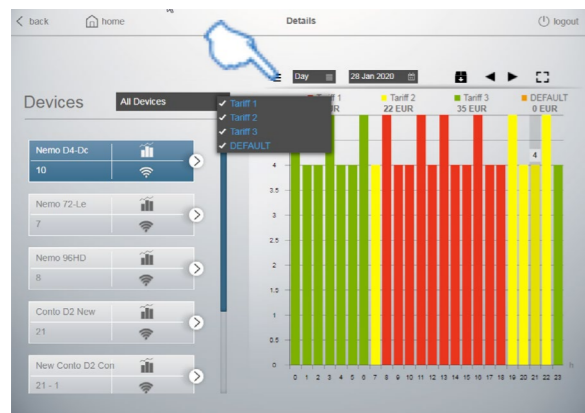 back home Details logout
Day 28 Jan 2020
Devices All Devices
Tariff 1
Tariff 2
Tariff 3
DEFAULT
Tariff 2 Tariff 3 DEFAULT
22 EUR 35 EUR 0 EUR
Nemo D4-Dc
10
Nemo 72-Le
7
Nemo 96HD
8
Conto D2 New
21
New Conto D2 Con
21 - 1
4
4
3
2.5
2
1.5
1
0.5
0
0 1 2 3 4 5 6 7 8 9 10 11 12 13 14 15 16 17 18 19 20 21 22 23 h